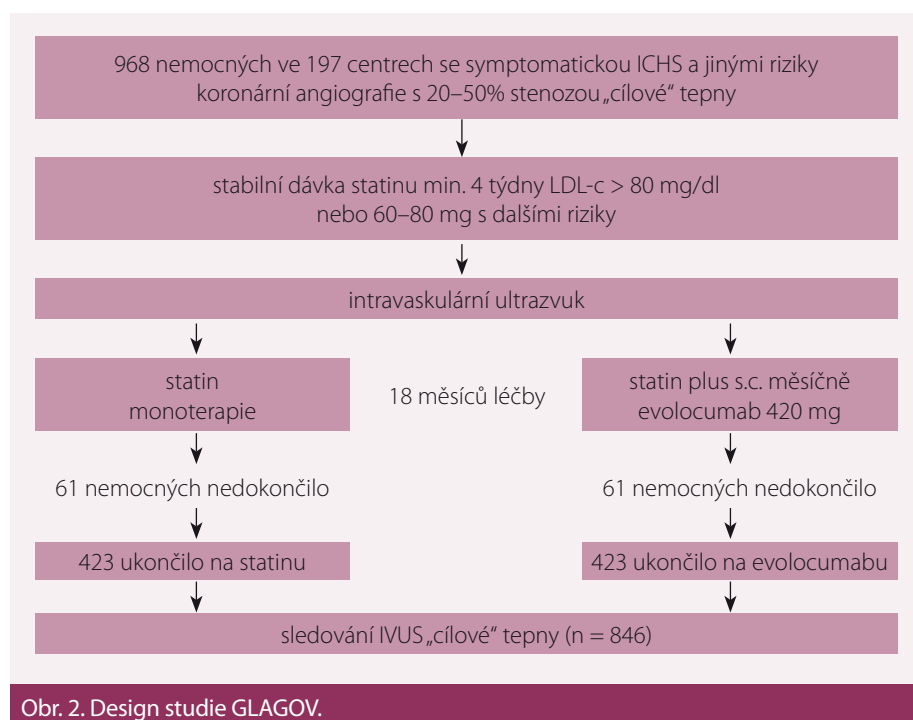 968 nemocných ve 197 centrech se symptomatickou ICHS a jinými riziky
koronární angiografie s 20–50% stenozou „cílové“ tepny
stabilní dávka statinu min. 4 týdny LDL-c > 80 mg/dl
nebo 60–80 mg s dalšími riziky
intravaskulární ultrazvuk
statin
monoterapie
18 měsíců léčby
statin plus s.c. měsíčně
evolocumab 420 mg
61 nemocných nedokončilo
61 nemocných nedokončilo
423 ukončilo na statinu
423 ukončilo na evolocumabu
sledování IVUS „cílové“ tepny (n = 846)
Obr. 2. Design studie GLAGOV.